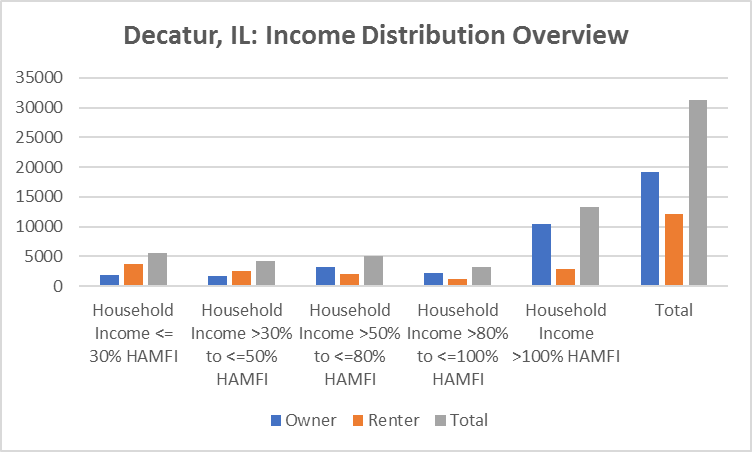 Decatur, IL: Income Distribution Overview
35000
30000
25000
20000
15000
10000
5000
0
Household
Income <=
30% HAMFI
Household
Income >30%
to <=50%
HAMFI
Household
Income >50%
to <=80%
HAMFI
Household
Income >80%
to <=100%
HAMFI
Household
Income
>100% HAMFI
Total
Owner
Renter
Total